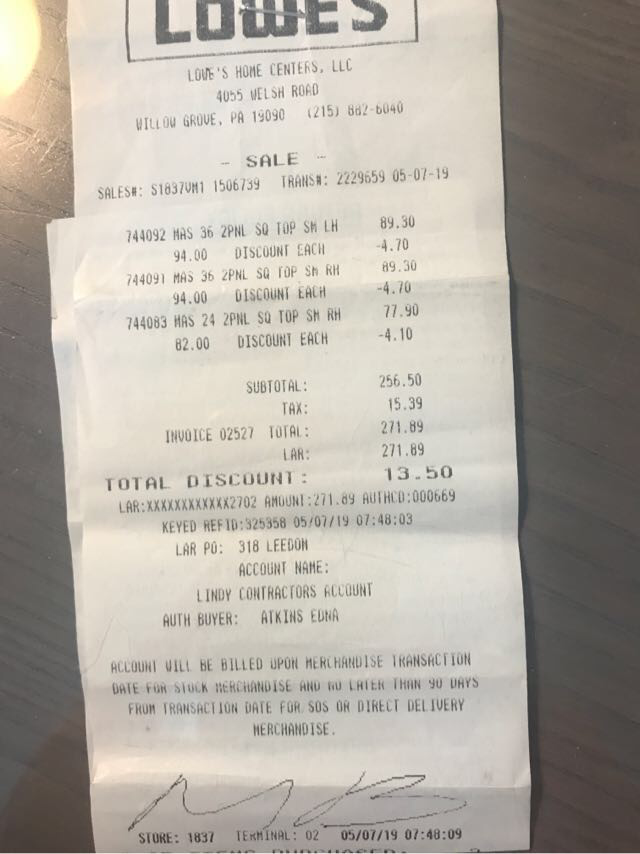 LOWE'S
LOWE'S HOME CENTERS, LLC
4055 WELSH ROAD
WILLOW GROVE, PA 19090 (215) 882-6040
- SALE -
SALES#: S1837VM1 1506739 TRANS#: 2229659 05-07-19
744092 MAS 36 2PNL SQ TOP SM LH 89.30
94.00 DISCOUNT EACH -4.70
744091 MAS 36 2PNL SQ TOP SM RH 89.30
94.00 DISCOUNT EACH -4.70
744083 MAS 24 2PNL SQ TOP SM RH 77.90
82.00 DISCOUNT EACH -4.10
SUBTOTAL: 256.50
TAX: 15.39
INVOICE 02527 TOTAL: 271.89
LAR: 271.89
TOTAL DISCOUNT: 13.50
LAR:XXXXXXXXXXXX2702 AMOUNT:271.89 AUTHCD:000669
KEYED REFID:325358 05/07/19 07:48:03
LAR PO: 318 LEEDOM
ACCOUNT NAME:
LINDY CONTRACTORS ACCOUNT
AUTH BUYER: ATKINS EDNA
ACCOUNT WILL BE BILLED UPON MERCHANDISE TRANSACTION
DATE FOR STOCK MERCHANDISE AND NO LATER THAN 90 DAYS
FROM TRANSACTION DATE FOR SOS OR DIRECT DELIVERY
MERCHANDISE.
STORE: 1837 TERMINAL: 02 05/07/19 07:48:09